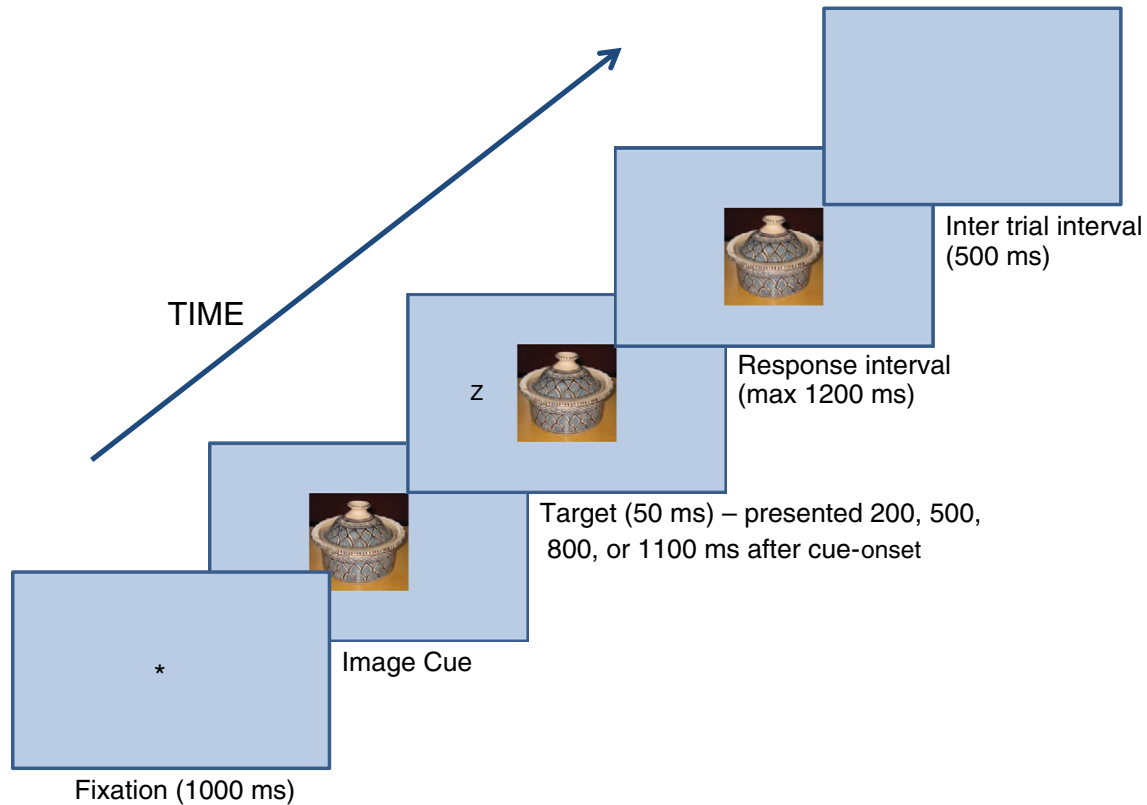 TIME
*
Fixation (1000 ms)
Image Cue
Z
Target (50 ms) – presented 200, 500,
800, or 1100 ms after cue-onset
Response interval
(max 1200 ms)
Inter trial interval
(500 ms)